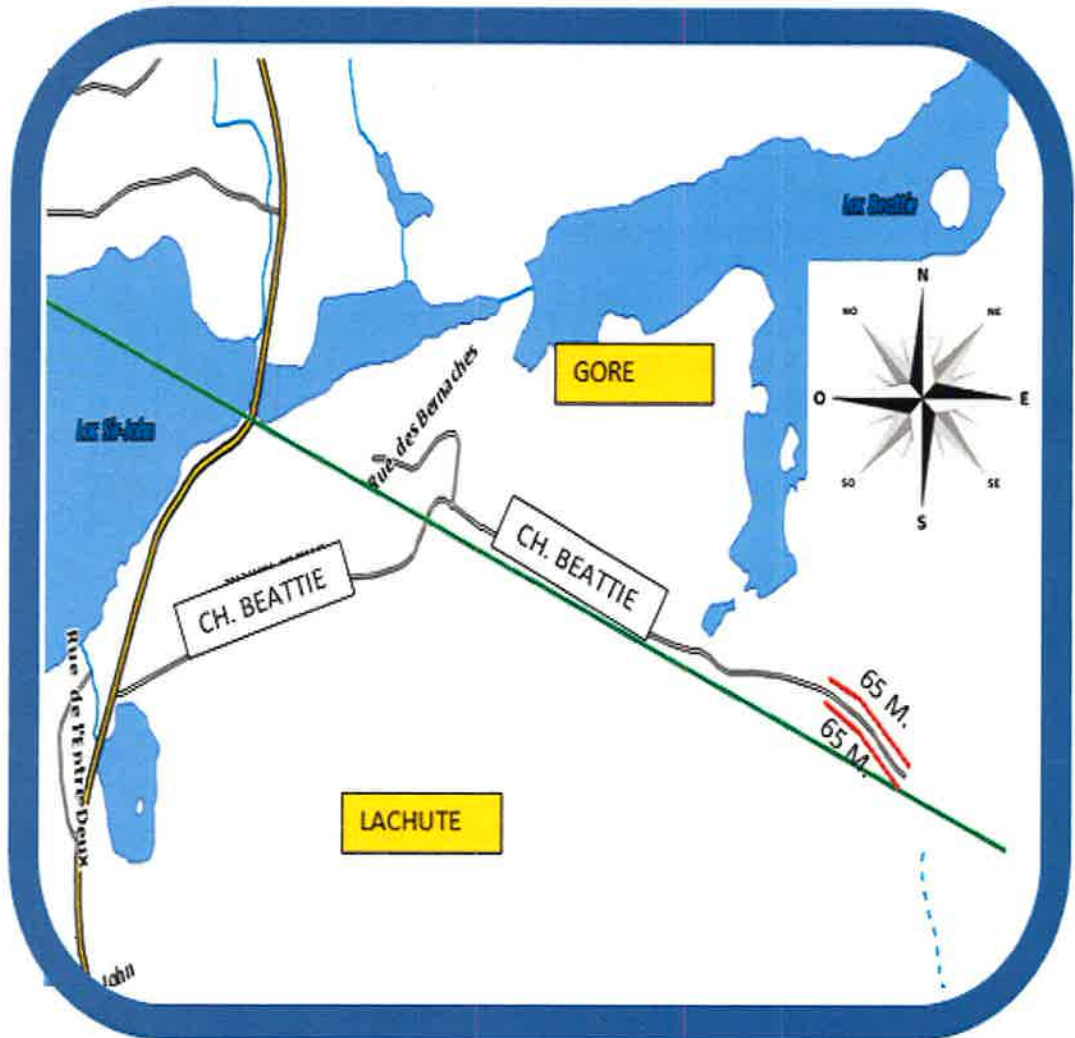 Lac Beattie
N
NO
NE
O
E
SO
SE
S
GORE
Lac Sir-John
Rue des Bernaches
CH. BEATTIE
CH. BEATTIE
Rue de l'Entre-Deux
65 M.
65 M.
LACHUTE
John